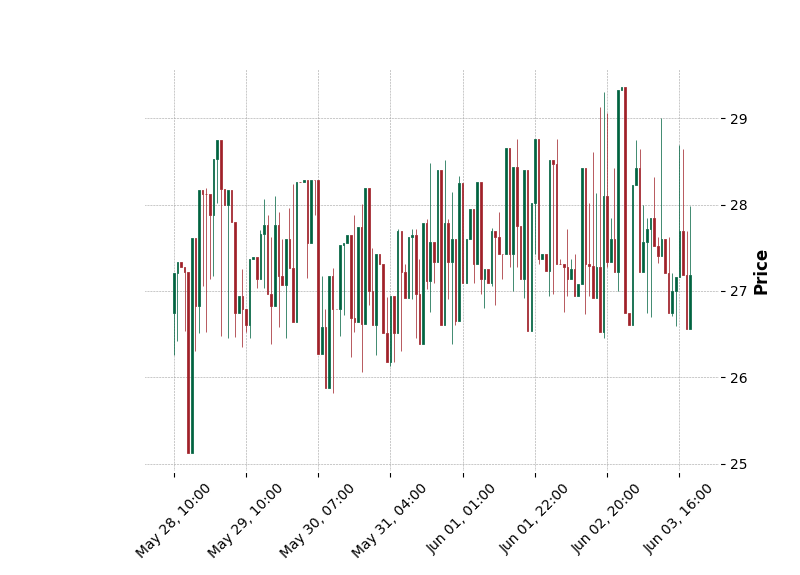 29
28
27
26
25
Price
May 28, 10:00
May 29, 10:00
May 30, 07:00
May 31, 04:00
Jun 01, 01:00
Jun 01, 22:00
Jun 02, 20:00
Jun 03, 16:00